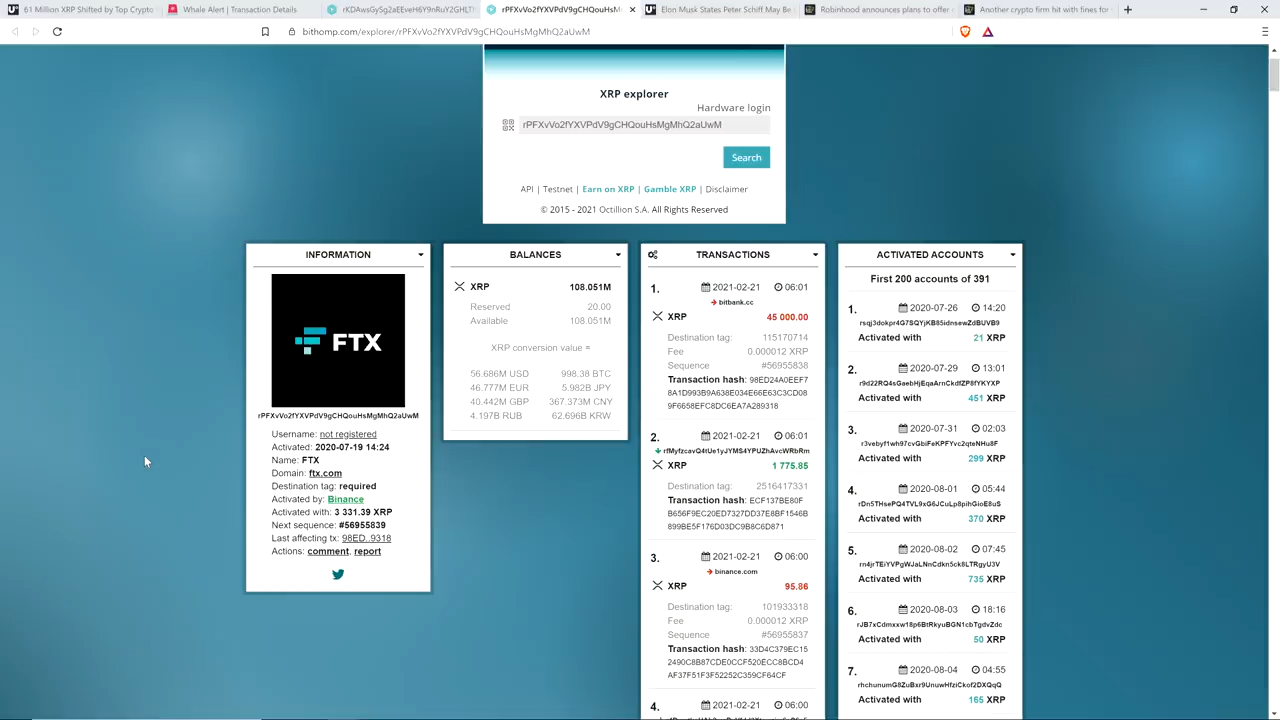 61 Million XRP Shifted by Top Crypto
Whale Alert | Transaction Details
rKDAwsGySg2aEEveH6Y9nRuY2GHLTh
rPFXvVo2fYXVPdV9gCHQouHsM
Elon Musk States Peter Schiff May Be
Robinhood announces plans to offer
Another crypto firm hit with fines for
bithomp.com/explorer/rPFXvVo2fYXVPdV9gCHQouHsMgMhQ2aUwM
XRP explorer
Hardware login
rPFXvVo2fYXVPdV9gCHQouHsMgMhQ2aUwM
Search
API | Testnet | Earn on XRP | Gamble XRP | Disclaimer
© 2015 - 2021 Octillion S.A. All Rights Reserved
INFORMATION
FTX
rPFXvVo2fYXVPdV9gCHQouHsMgMhQ2aUwM
Username: not registered
Activated: 2020-07-19 14:24
Name: FTX
Domain: ftx.com
Destination tag: required
Activated by: Binance
Activated with: 3 331.39 XRP
Next sequence: #56955839
Last affecting tx: 98ED..9318
Actions: comment, report
BALANCES
XRP 108.051M
Reserved 20.00
Available 108.051M
XRP conversion value ≈
56.686M USD 998.38 BTC
46.777M EUR 5.982B JPY
40.442M GBP 367.373M CNY
4.197B RUB 62.696B KRW
TRANSACTIONS
1. 2021-02-21 06:01
bitbank.cc
XRP 45 000.00
Destination tag: 115170714
Fee 0.000012 XRP
Sequence #56955838
Transaction hash: 98ED24A0EEF7
8A1D993B9A638E034E66E63C3CD08
9F6658EFC8DC6EA7A289318
2. 2021-02-21 06:01
rfMyfzcavQ4tUe1yJYMS4YPUZhAvcWRbRm
XRP 1 775.85
Destination tag: 2516417331
Transaction hash: ECF137BE80F
B656F9EC20ED7327DD37E8BF1546B
899BE5F176D03DC9B8C6D871
3. 2021-02-21 06:00
binance.com
XRP 95.86
Destination tag: 101933318
Fee 0.000012 XRP
Sequence #56955837
Transaction hash: 33D4C379EC15
2490C8B87CDE0CCF520ECC8BCD4
AF37F51F3F52252C359CF64CF
4. 2021-02-21 06:00
ACTIVATED ACCOUNTS
First 200 accounts of 391
1. 2020-07-26 14:20
rsqj3dokpr4G7SQYjKB85idnsewZdBUVB9
Activated with 21 XRP
2. 2020-07-29 13:01
r9d22RQ4sGaebHjEqaArnCkdfZP8fYKYXP
Activated with 451 XRP
3. 2020-07-31 02:03
r3vebyf1wh97cvGbiFeKPFYvc2qteNHu8F
Activated with 299 XRP
4. 2020-08-01 05:44
rDn5THsePQ4TVL9xG6JCuLp8pihGioE8uS
Activated with 370 XRP
5. 2020-08-02 07:45
rn4jrTEiYVPgWJaLNnCdkn5ck8LTRgyU3V
Activated with 735 XRP
6. 2020-08-03 18:16
rJB7xCdmxxw18p6BtRkyuBGN1cbTgdvZdc
Activated with 50 XRP
7. 2020-08-04 04:55
rhchunumG8ZuBxr9UnuwHfziCkof2DXQqQ
Activated with 165 XRP